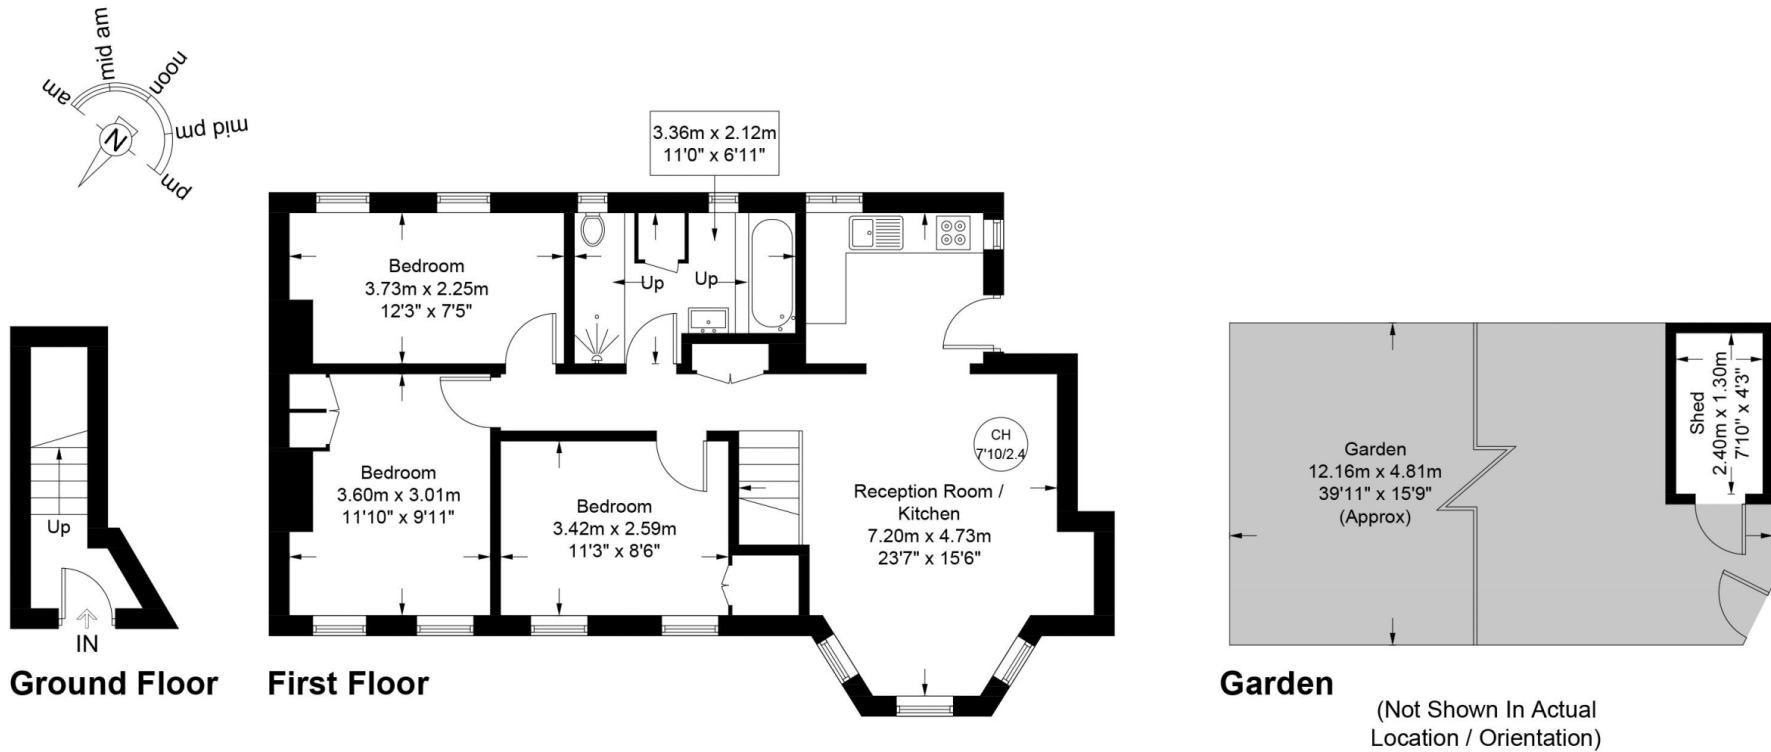 am
mid am
noon
mid pm
pm
N
3.36m x 2.12m
11'0" x 6'11"
Bedroom
3.73m x 2.25m
12'3" x 7'5"
Up
Up
Bedroom
3.60m x 3.01m
11'10" x 9'11"
Bedroom
3.42m x 2.59m
11'3" x 8'6"
CH
7'10/2.4
Reception Room /
Kitchen
7.20m x 4.73m
23'7" x 15'6"
Up
IN
Garden
12.16m x 4.81m
39'11" x 15'9"
(Approx)
Shed
2.40m x 1.30m
7'10" x 4'3"
Ground Floor
First Floor
Garden
(Not Shown In Actual
Location / Orientation)